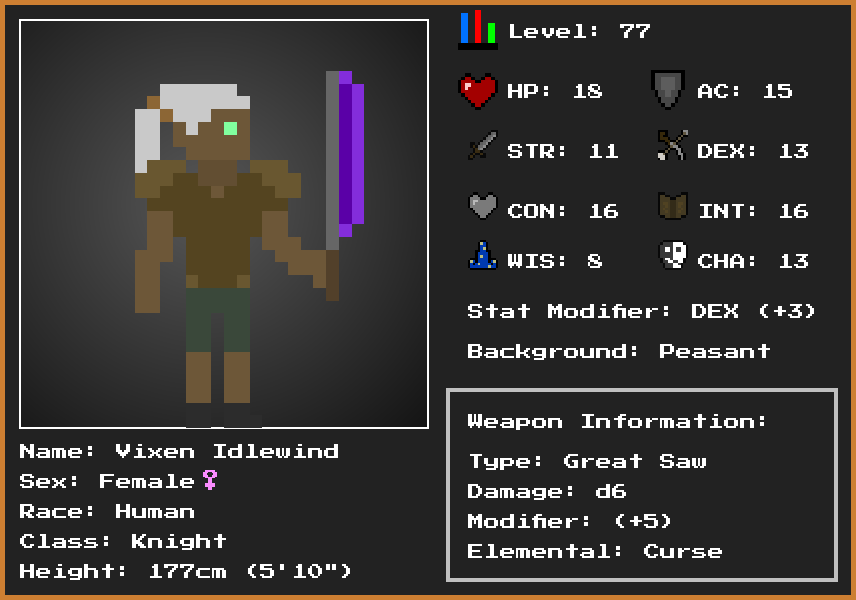 Level: 77
HP: 18
AC: 15
STR: 11
DEX: 13
CON: 16
INT: 16
WIS: 8
CHA: 13
Stat Modifier: DEX (+3)
Background: Peasant
Weapon Information:
Type: Great Saw
Damage: d6
Modifier: (+5)
Elemental: Curse
Name: Vixen Idlewind
Sex: Female♀
Race: Human
Class: Knight
Height: 177cm (5'10")